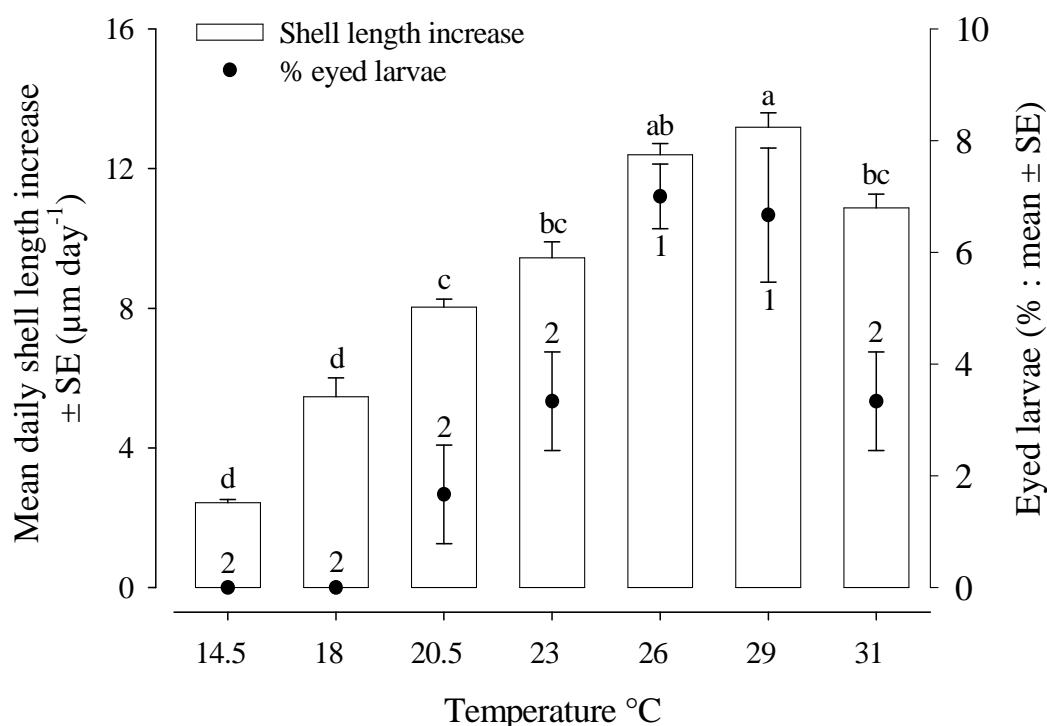 Shell length increase
% eyed larvae
Mean daily shell length increase
± SE (µm day⁻¹)
16
12
8
4
0
Eyed larvae (% : mean ± SE)
10
8
6
4
2
0
d
d
c
bc
ab
a
bc
2
2
2
2
1
1
2
14.5 18 20.5 23 26 29 31
Temperature °C